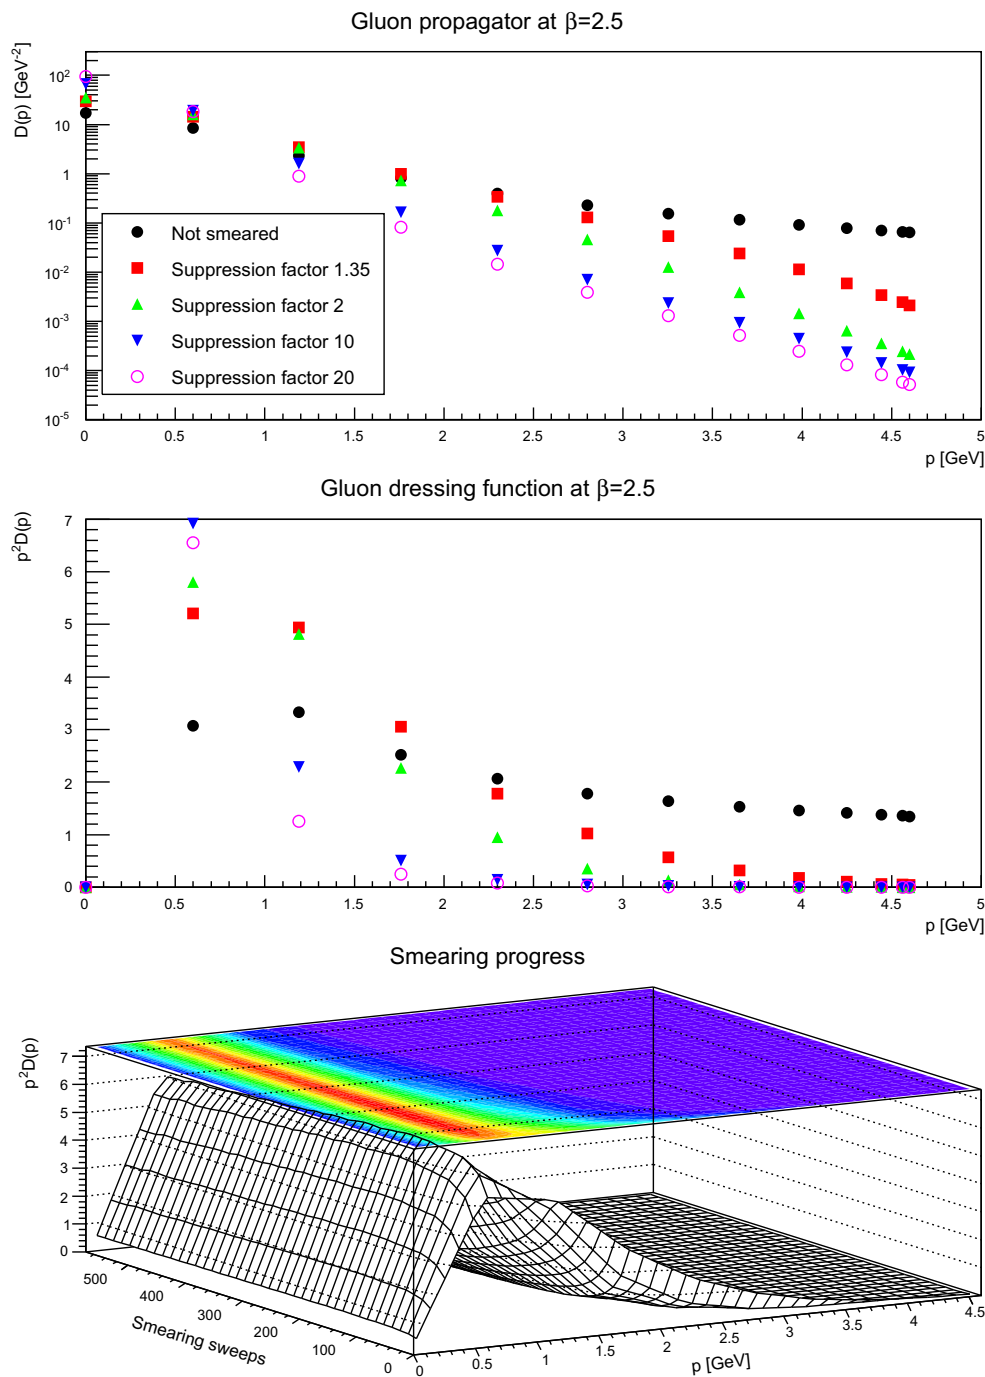 Gluon propagator at β=2.5
D(p) [GeV⁻²]
10²
10
1
10⁻¹
10⁻²
10⁻³
10⁻⁴
10⁻⁵
Not smeared
Suppression factor 1.35
Suppression factor 2
Suppression factor 10
Suppression factor 20
0 0.5 1 1.5 2 2.5 3 3.5 4 4.5 5
p [GeV]
Gluon dressing function at β=2.5
p²D(p)
7
6
5
4
3
2
1
0
0 0.5 1 1.5 2 2.5 3 3.5 4 4.5 5
p [GeV]
Smearing progress
p²D(p)
7
6
5
4
3
2
1
0
500 400 300 200 100 0
Smearing sweeps
0 0.5 1 1.5 2 2.5 3 3.5 4 4.5
p [GeV]